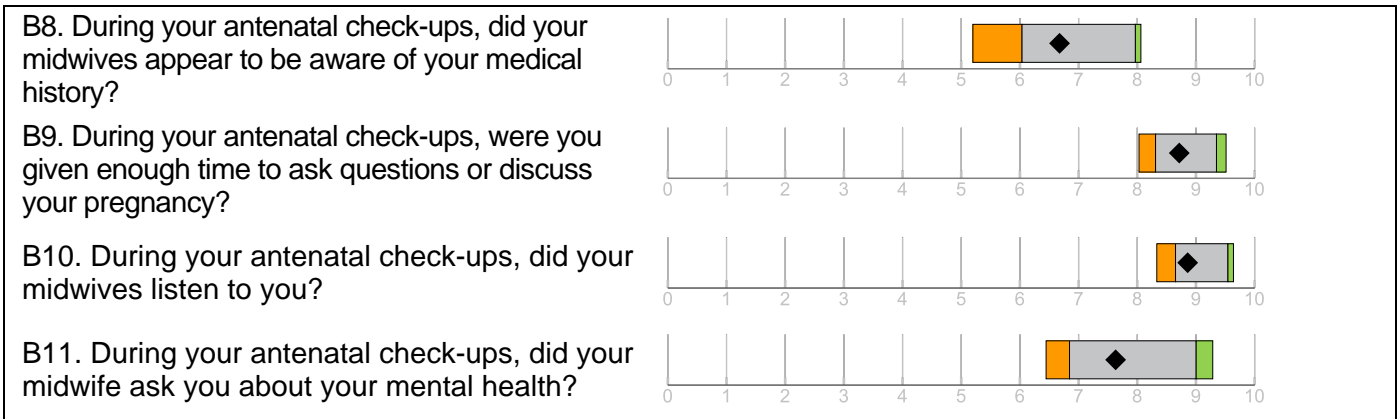 B8. During your antenatal check-ups, did your
midwives appear to be aware of your medical
history?
0 1 2 3 4 5 6 7 8 9 10
B9. During your antenatal check-ups, were you
given enough time to ask questions or discuss
your pregnancy?
0 1 2 3 4 5 6 7 8 9 10
B10. During your antenatal check-ups, did your
midwives listen to you?
0 1 2 3 4 5 6 7 8 9 10
B11. During your antenatal check-ups, did your
midwife ask you about your mental health?
0 1 2 3 4 5 6 7 8 9 10